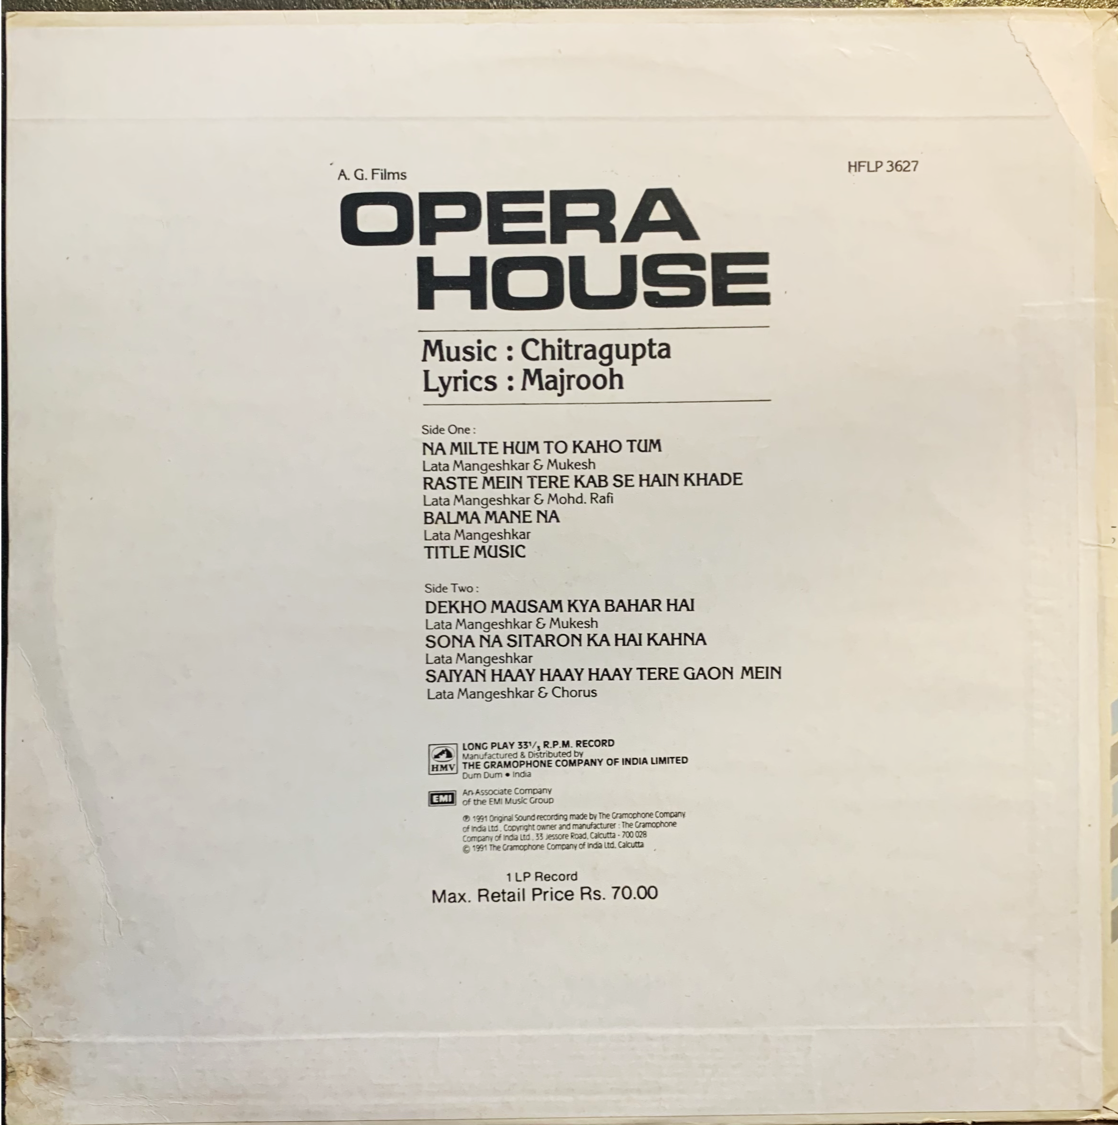 A. G. Films
HFLP 3627
OPERA
HOUSE
Music : Chitragupta
Lyrics : Majrooh
Side One :
NA MILTE HUM TO KAHO TUM
Lata Mangeshkar & Mukesh
RASTE MEIN TERE KAB SE HAIN KHADE
Lata Mangeshkar & Mohd. Rafi
BALMA MANE NA
Lata Mangeshkar
TITLE MUSIC
Side Two :
DEKHO MAUSAM KYA BAHAR HAI
Lata Mangeshkar & Mukesh
SONA NA SITARON KA HAI KAHNA
Lata Mangeshkar
SAIYAN HAAY HAAY HAAY TERE GAON MEIN
Lata Mangeshkar & Chorus
LONG PLAY 33⅓ R.P.M. RECORD
Manufactured & Distributed by
HMV THE GRAMOPHONE COMPANY OF INDIA LIMITED
Dum Dum • India
EMI An Associate Company
of the EMI Music Group
℗ 1991 Original Sound recording made by The Gramophone Company
of India Ltd. Copyright owner and manufacturer : The Gramophone
Company of India Ltd. 33 Jessore Road, Calcutta - 700 028
© 1991 The Gramophone Company of India Ltd, Calcutta
1 LP Record
Max. Retail Price Rs. 70.00